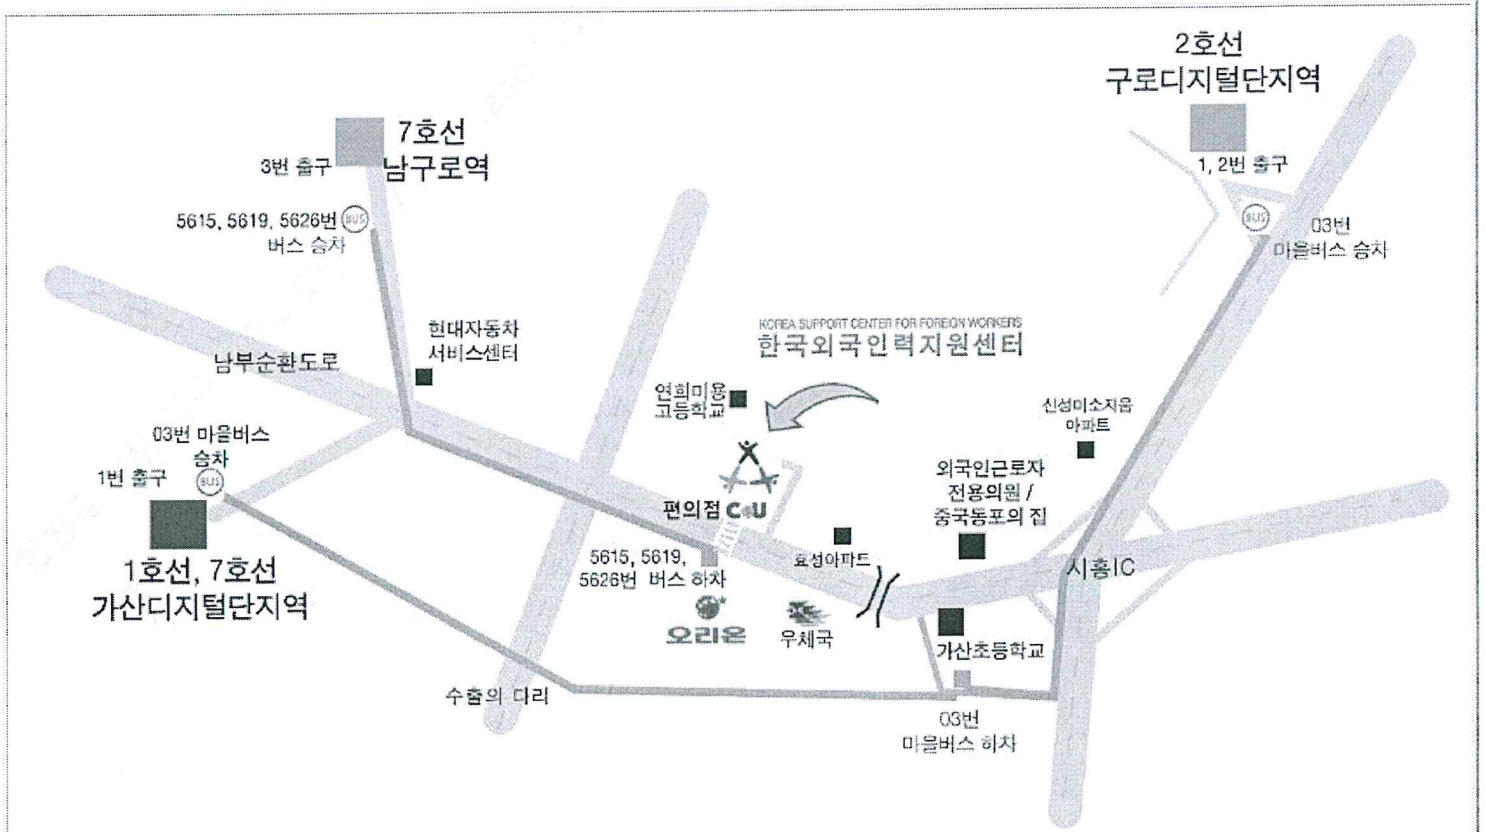 2호선
구로디지털단지역
1, 2번 출구
BUS
03번
마을버스 승차
7호선
남구로역
3번 출구
5615, 5619, 5626번
BUS
버스 승차
현대자동차
서비스센터
남부순환도로
KOREA SUPPORT CENTER FOR FOREIGN WORKERS
한국외국인력지원센터
연희미용
고등학교
신성미소지움
아파트
03번 마을버스
승차
1번 출구
BUS
1호선, 7호선
가산디지털단지역
외국인근로자
전용의원 /
중국동포의 집
편의점 CU
5615, 5619,
5626번 버스 하차
효성아파트
시흥IC
오리온
우체국
가산초등학교
수출의 다리
03번
마을버스 하차